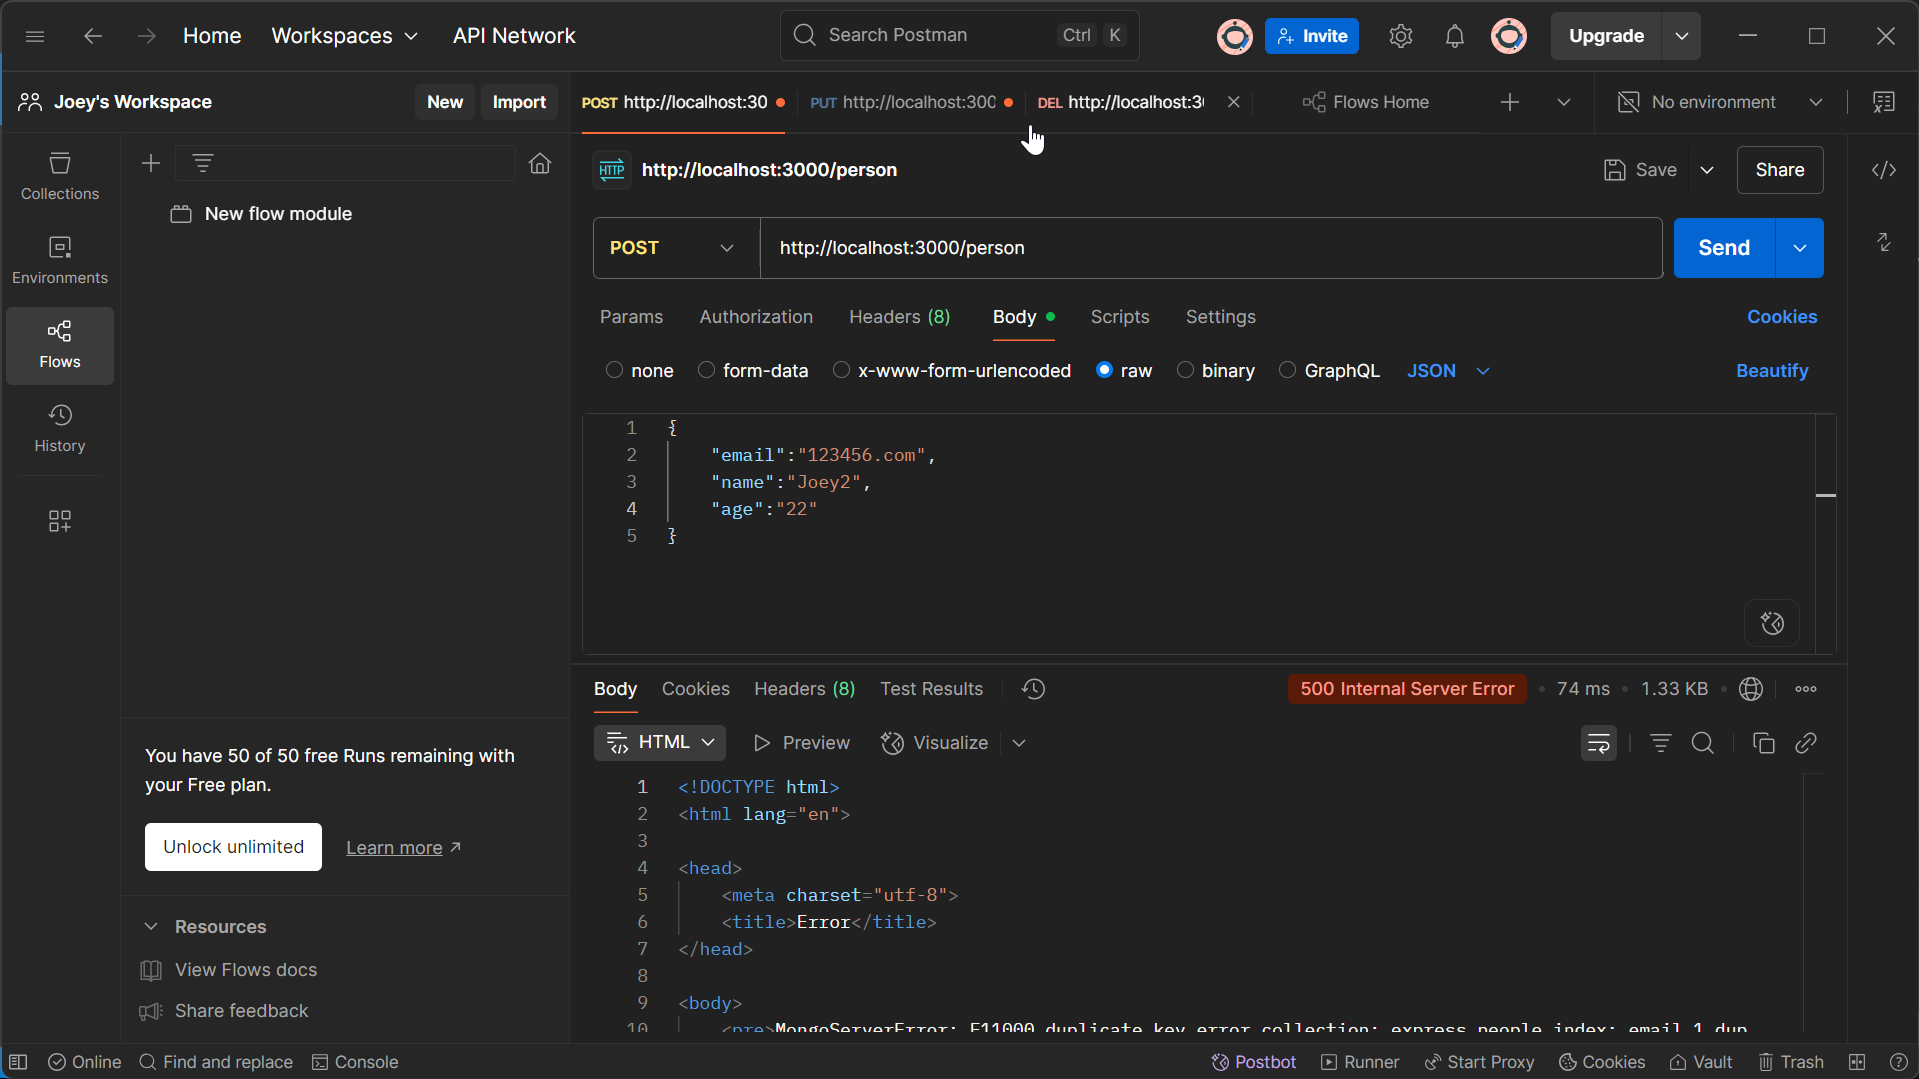 Home Workspaces API Network Search Postman Ctrl K Invite Upgrade
Joey's Workspace New Import POST http://localhost:30 PUT http://localhost:300 DEL http://localhost:3 Flows Home No environment
HTTP http://localhost:3000/person Save Share
Collections
New flow module
POST http://localhost:3000/person Send
Environments
Params Authorization Headers (8) Body Scripts Settings Cookies
Flows
none form-data x-www-form-urlencoded raw binary GraphQL JSON Beautify
History
1 {
2 "email":"123456.com",
3 "name":"Joey2",
4 "age":"22"
5 }
Body Cookies Headers (8) Test Results 500 Internal Server Error • 74 ms • 1.33 KB
HTML Preview Visualize
You have 50 of 50 free Runs remaining with
your Free plan.
Unlock unlimited Learn more ↗
1 <!DOCTYPE html>
2 <html lang="en">
3
4 <head>
5 <meta charset="utf-8">
6 <title>Error</title>
7 </head>
8
9 <body>
10 <pre>MongoServerError: E11000 duplicate key error collection: express.people index: email_1 dup
Resources
View Flows docs
Share feedback
Online Find and replace Console Postbot Runner Start Proxy Cookies Vault Trash